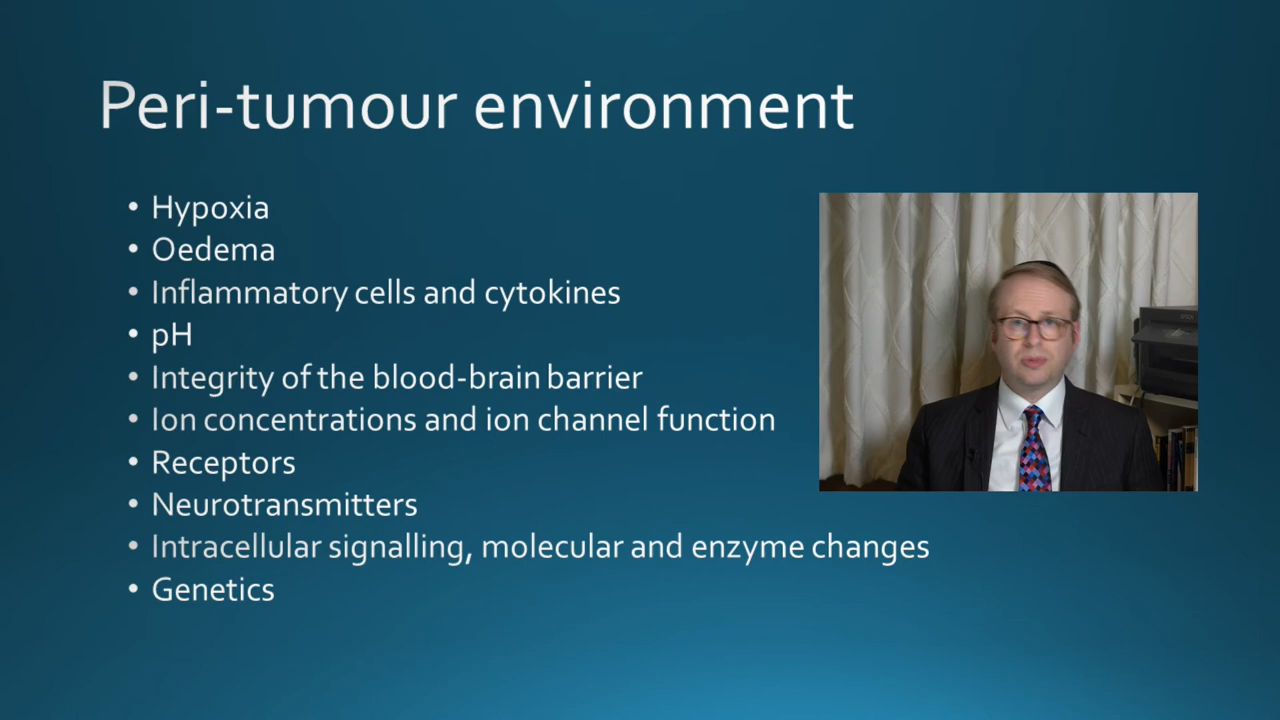 Peri-tumour environment
• Hypoxia
• Oedema
• Inflammatory cells and cytokines
• pH
• Integrity of the blood-brain barrier
• Ion concentrations and ion channel function
• Receptors
• Neurotransmitters
• Intracellular signalling, molecular and enzyme changes
• Genetics